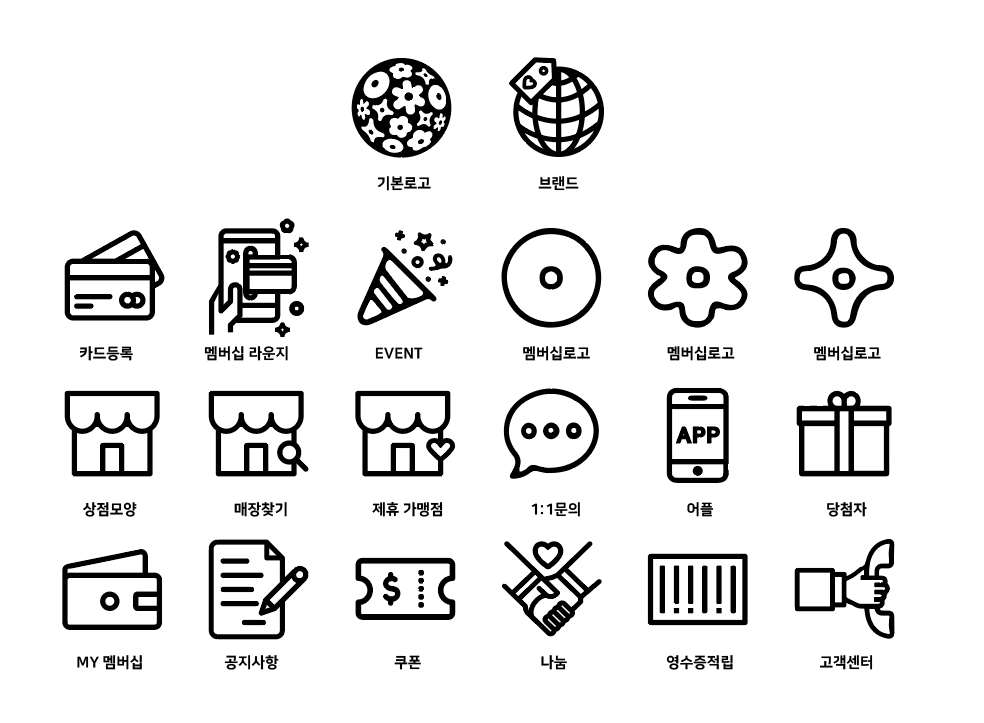 기본로고
브랜드
카드등록
멤버십 라운지
EVENT
멤버십로고
멤버십로고
멤버십로고
APP
상점모양
매장찾기
제휴 가맹점
1:1문의
어플
당첨자
$
MY 멤버십
공지사항
쿠폰
나눔
영수증적립
고객센터